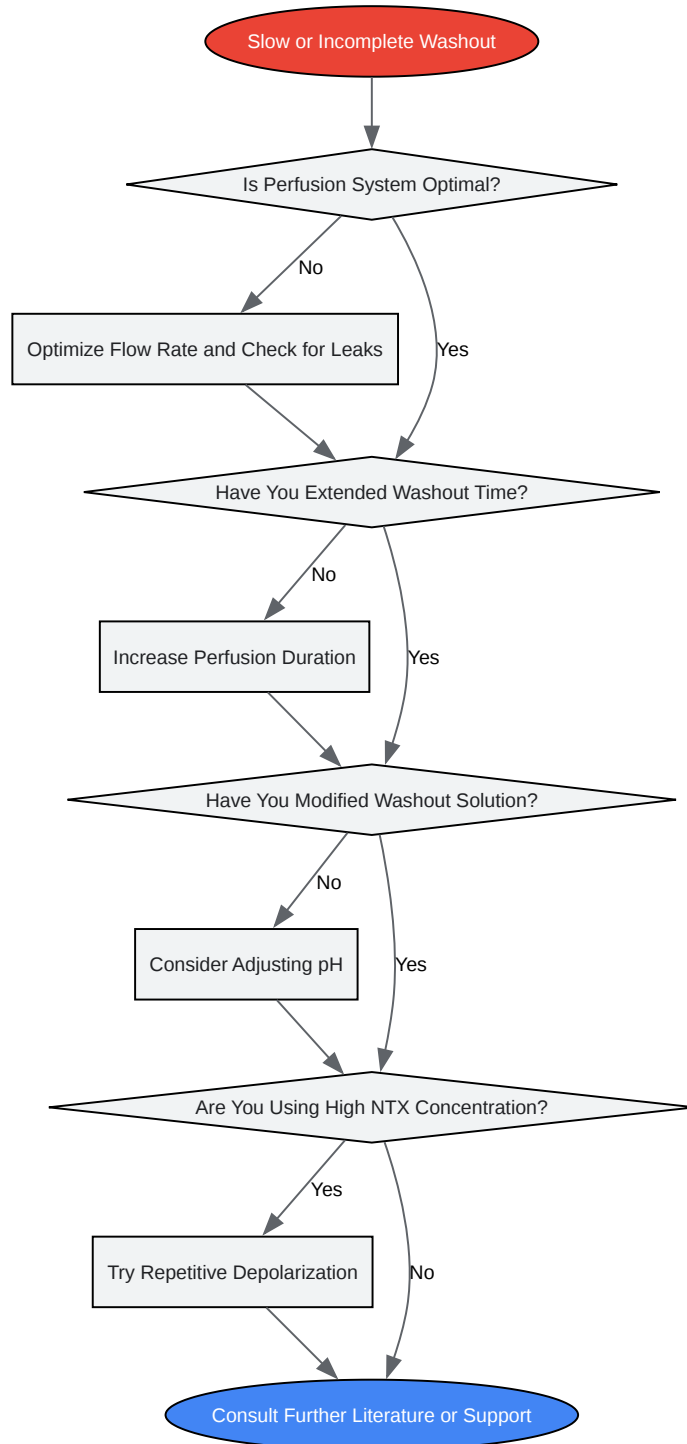 Slow or Incomplete Washout
Is Perfusion System Optimal?
No
Optimize Flow Rate and Check for Leaks
Yes
Have You Extended Washout Time?
No
Increase Perfusion Duration
Yes
Have You Modified Washout Solution?
No
Consider Adjusting pH
Yes
Are You Using High NTX Concentration?
Yes
Try Repetitive Depolarization
No
Consult Further Literature or Support